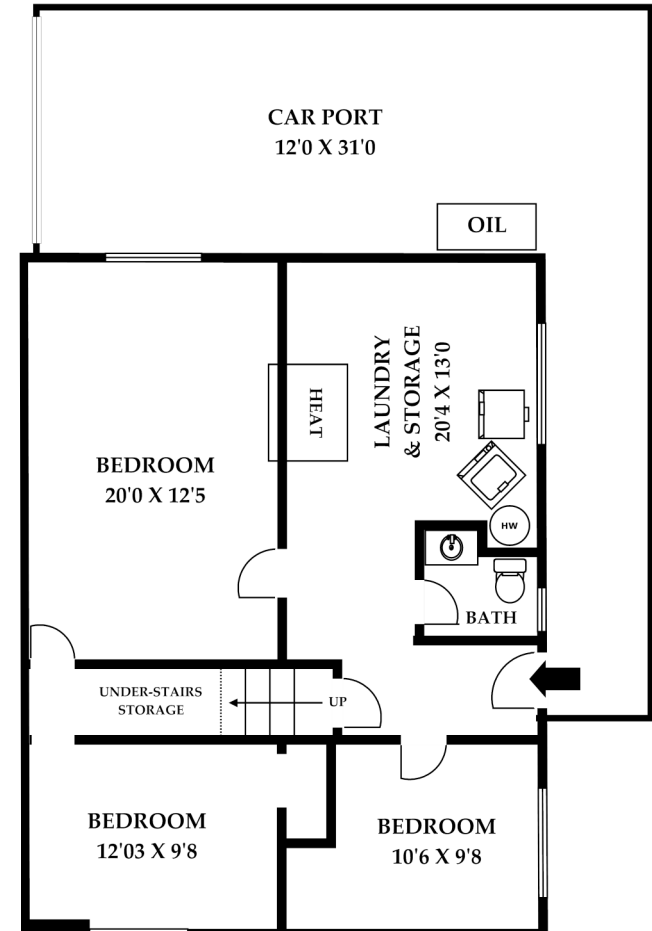 CAR PORT
12'0 X 31'0
OIL
LAUNDRY
& STORAGE
20'4 X 13'0
HEAT
BEDROOM
20'0 X 12'5
HW
BATH
UNDER-STAIRS
STORAGE
UP
BEDROOM
12'03 X 9'8
BEDROOM
10'6 X 9'8